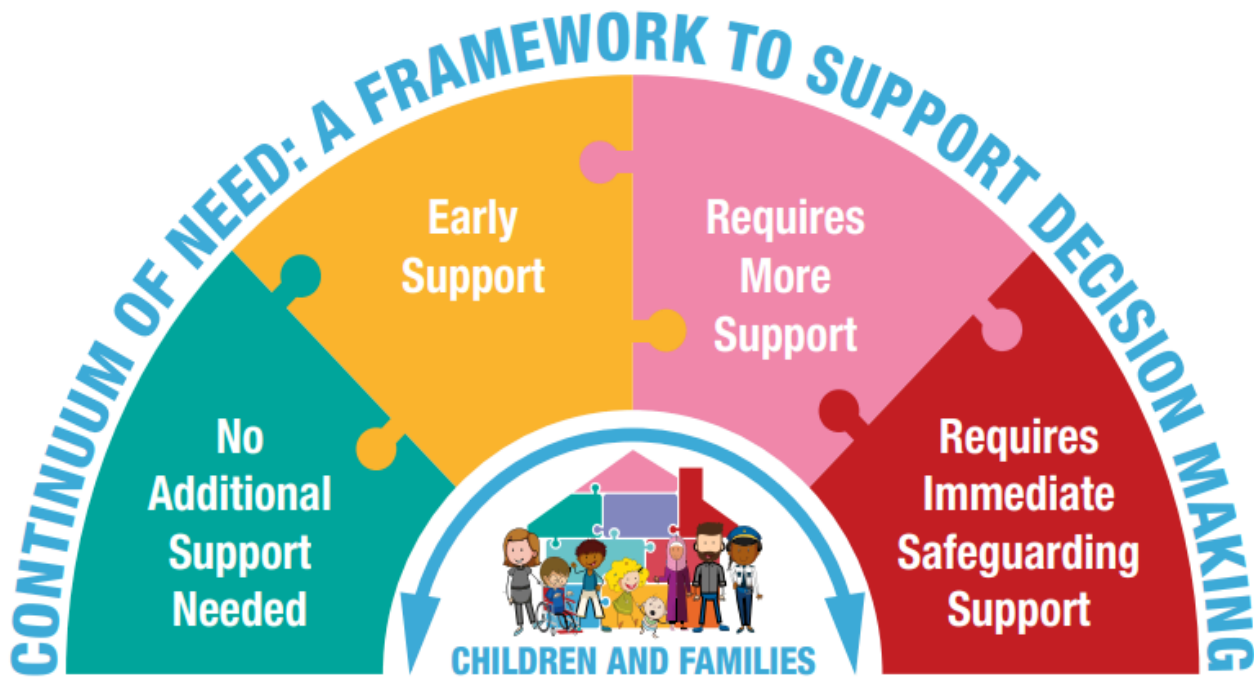 CONTINUUM OF NEED: A FRAMEWORK TO SUPPORT DECISION MAKING
No
Additional
Support
Needed
Early
Support
Requires
More
Support
Requires
Immediate
Safeguarding
Support
CHILDREN AND FAMILIES